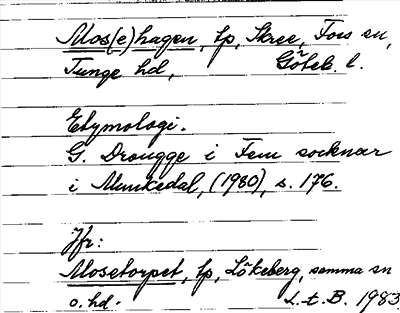 Mos(e)hagen, lp, Skree, Foss sn,
Tunge hd, Göteb. l.
Etymologi.
G. Drougge i Fem socknar
i Munkedal, (1980), s. 176.
Jfr:
Mosetorpet, lp, Lökeberg, samma sn
o. hd. L.t.B. 1983